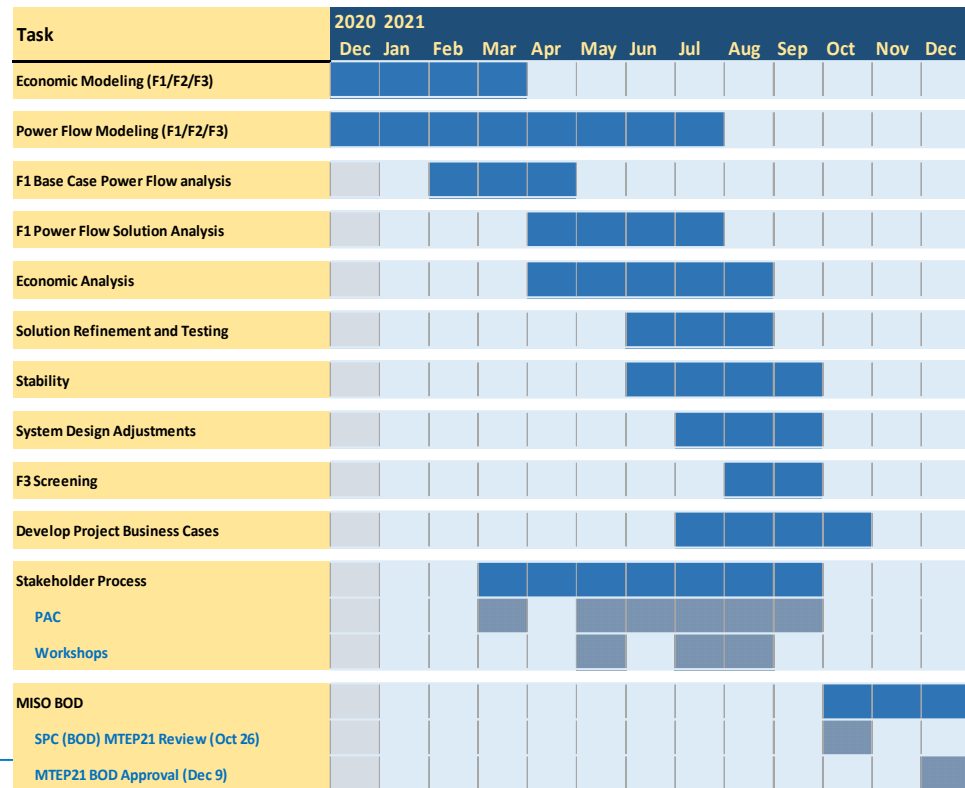 Task
2020 2021
Dec Jan Feb Mar Apr May Jun Jul Aug Sep Oct Nov Dec
Economic Modeling (F1/F2/F3)
Power Flow Modeling (F1/F2/F3)
F1 Base Case Power Flow analysis
F1 Power Flow Solution Analysis
Economic Analysis
Solution Refinement and Testing
Stability
System Design Adjustments
F3 Screening
Develop Project Business Cases
Stakeholder Process
PAC
Workshops
MISO BOD
SPC (BOD) MTEP21 Review (Oct 26)
MTEP21 BOD Approval (Dec 9)